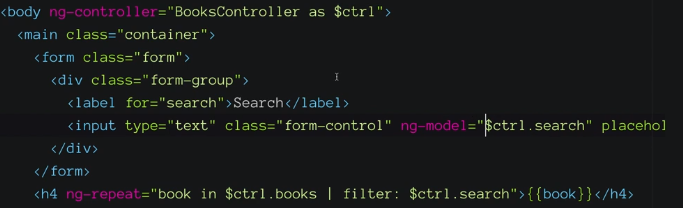 <body ng-controller="BooksController as $ctrl">
<main class="container">
<form class="form">
<div class="form-group">
<label for="search">Search</label>
<input type="text" class="form-control" ng-model="$ctrl.search" placehol
</div>
</form>
<h4 ng-repeat="book in $ctrl.books | filter: $ctrl.search">{{book}}</h4>